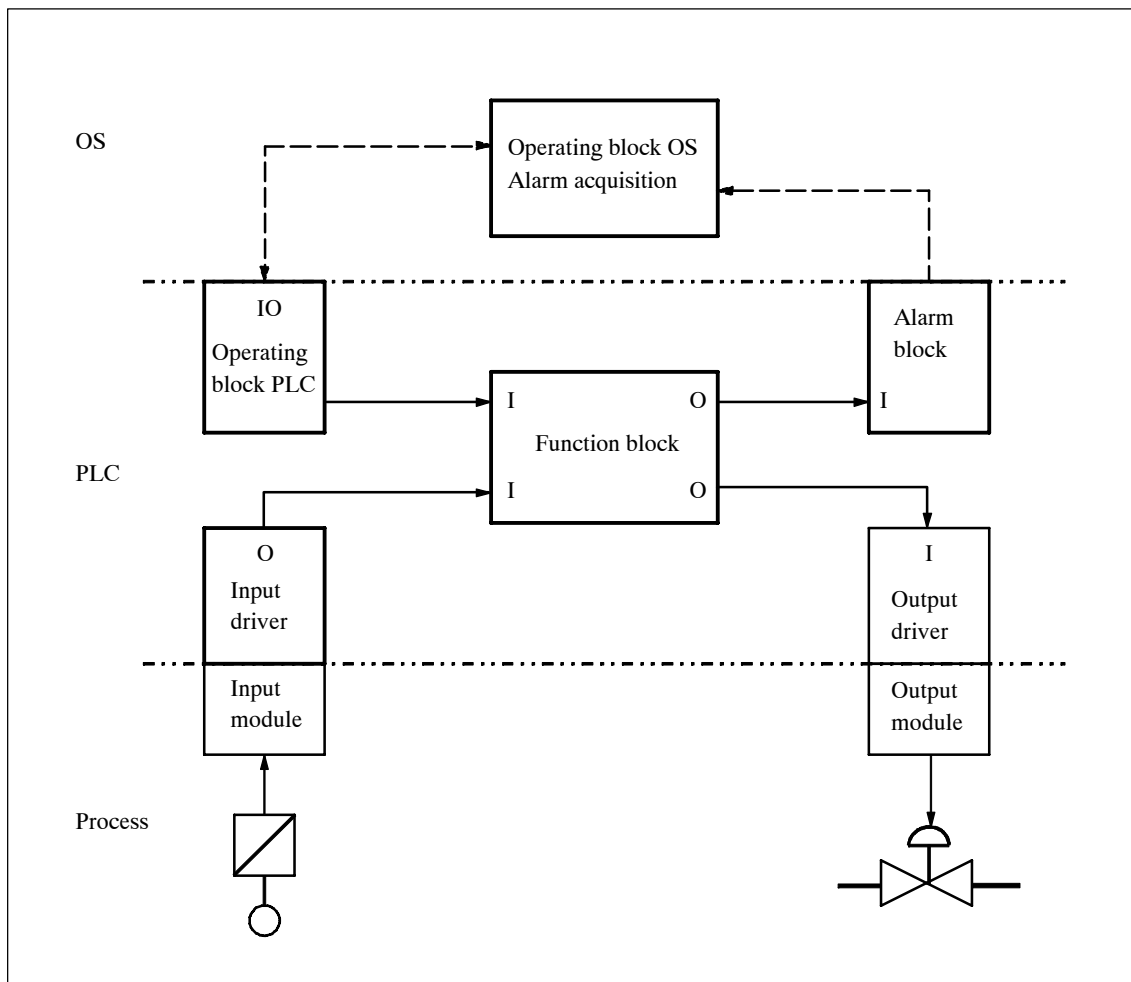 OS
Operating block OS
Alarm acquisition
IO
Operating
block PLC
Alarm
block
I
I
O
Function block
I
O
PLC
O
Input
driver
I
Output
driver
Input
module
Output
module
Process